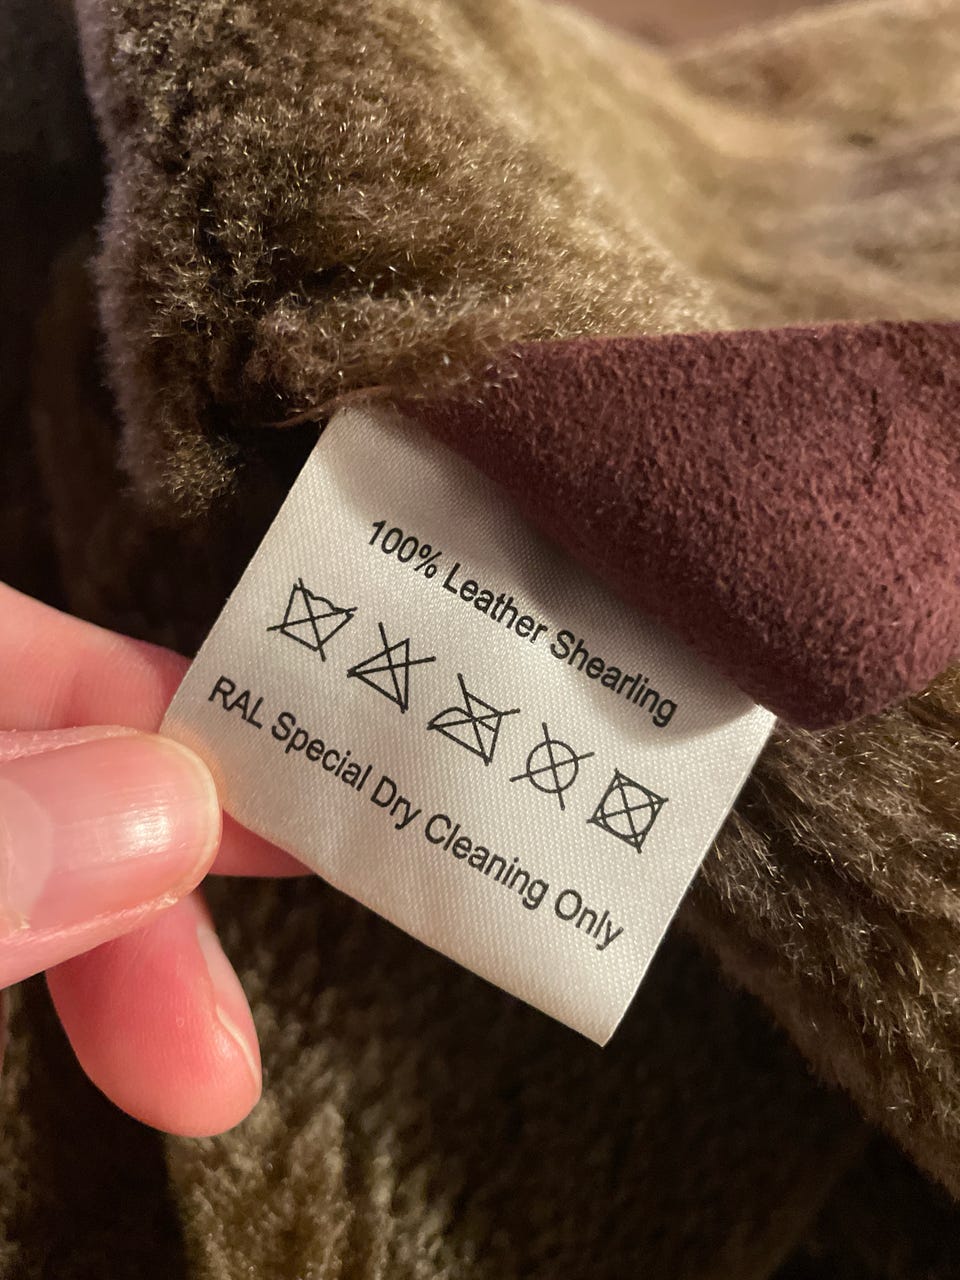 100% Leather Shearling
RAL Special Dry Cleaning Only